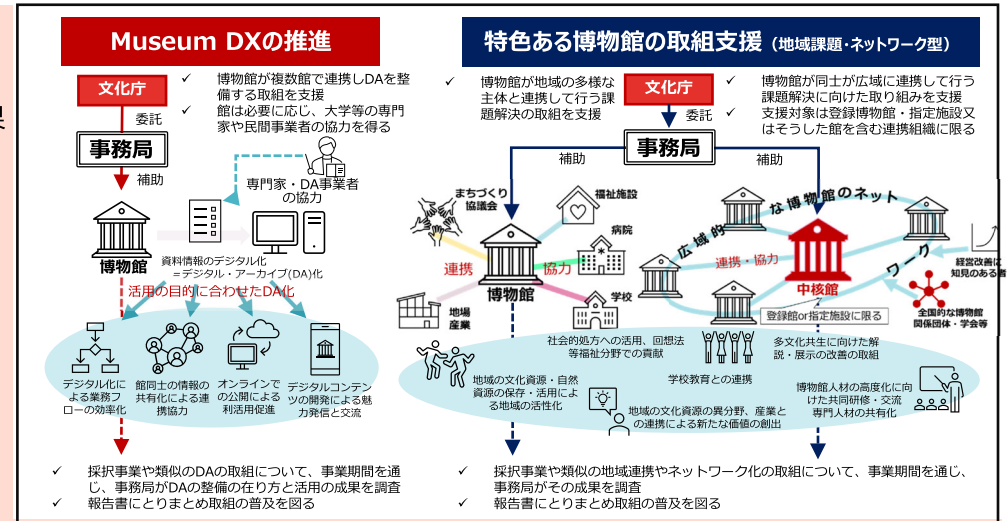 Museum DXの推進
文化庁
委託
事務局
補助
✓ 博物館が複数館で連携しDAを整
備する取組を支援
✓ 館は必要に応じ、大学等の専門
家や民間事業者の協力を得る
専門家・DA事業者
の協力
博物館
資料情報のデジタル化
=デジタル・アーカイブ(DA)化
活用の目的に合わせたDA化
デジタル化に
よる業務フ
ローの効率化
館同士の情報の
共有化による連
携協力
オンラインで
の公開による
利活用促進
デジタルコンテン
ツの開発による魅
力発信と交流
✓ 採択事業や類似のDAの取組について、事業期間を通
じ、事務局がDAの整備の在り方と活用の成果を調査
✓ 報告書にとりまとめ取組の普及を図る
特色ある博物館の取組支援(地域課題・ネットワーク型)
✓ 博物館が地域の多様な
主体と連携して行う課
題解決の取組を支援
文化庁
委託
事務局
補助
補助
✓ 博物館が同士が広域に連携して行う
課題解決に向けた取り組みを支援
✓ 支援対象は登録博物館・指定施設又
はそうした館を含む連携組織に限る
まちづくり
協議会
福祉施設
病院
連携
協力
博物館
地場
産業
学校
広域的な博物館のネットワーク
連携・協力
中核館
登録館or指定施設に限る
経営改善に
知見のある者
全国的な博物館
関係団体・学会等
社会的処方への活用、回想法
等福祉分野での貢献
多文化共生に向けた解
説・展示の改善の取組
地域の文化資源・自然
資源の保存・活用によ
る地域の活性化
学校教育との連携
地域の文化資源の異分野、産業と
の連携による新たな価値の創出
博物館人材の高度化に向
けた共同研修・交流
専門人材の共有化
✓ 採択事業や類似の地域連携やネットワーク化の取組について、事業期間を通じ、
事務局がその成果を調査
✓ 報告書にとりまとめ取組の普及を図る